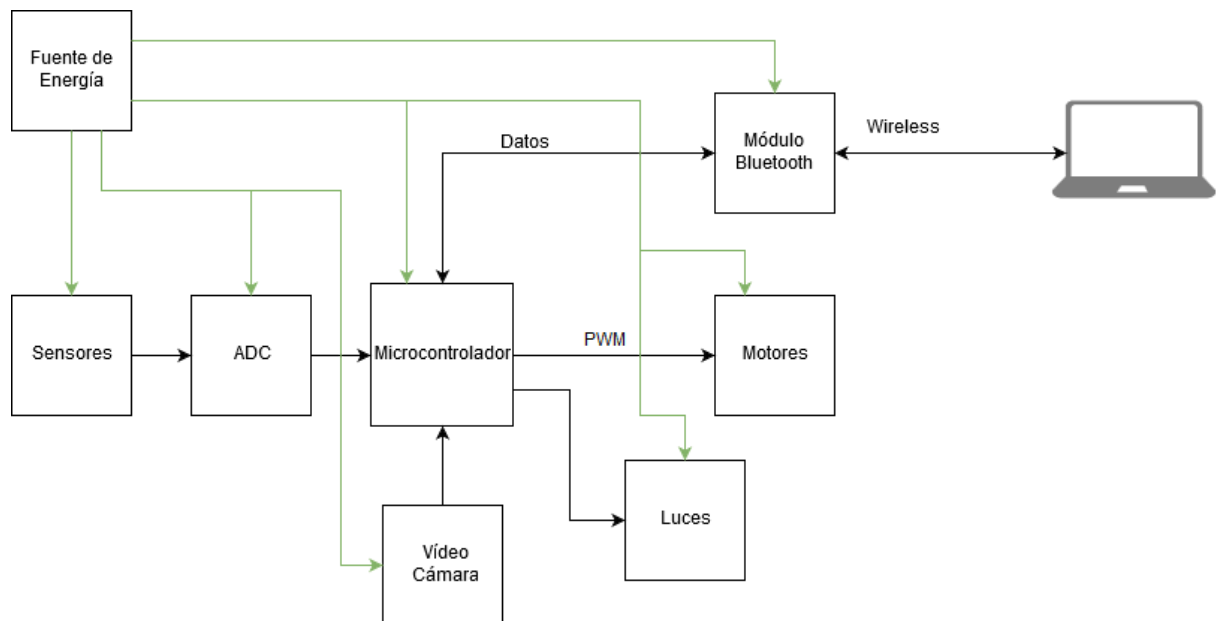 Fuente de
Energía
Datos
Módulo
Bluetooth
Wireless
Sensores
ADC
Microcontrolador
PWM
Motores
Luces
Vídeo
Cámara